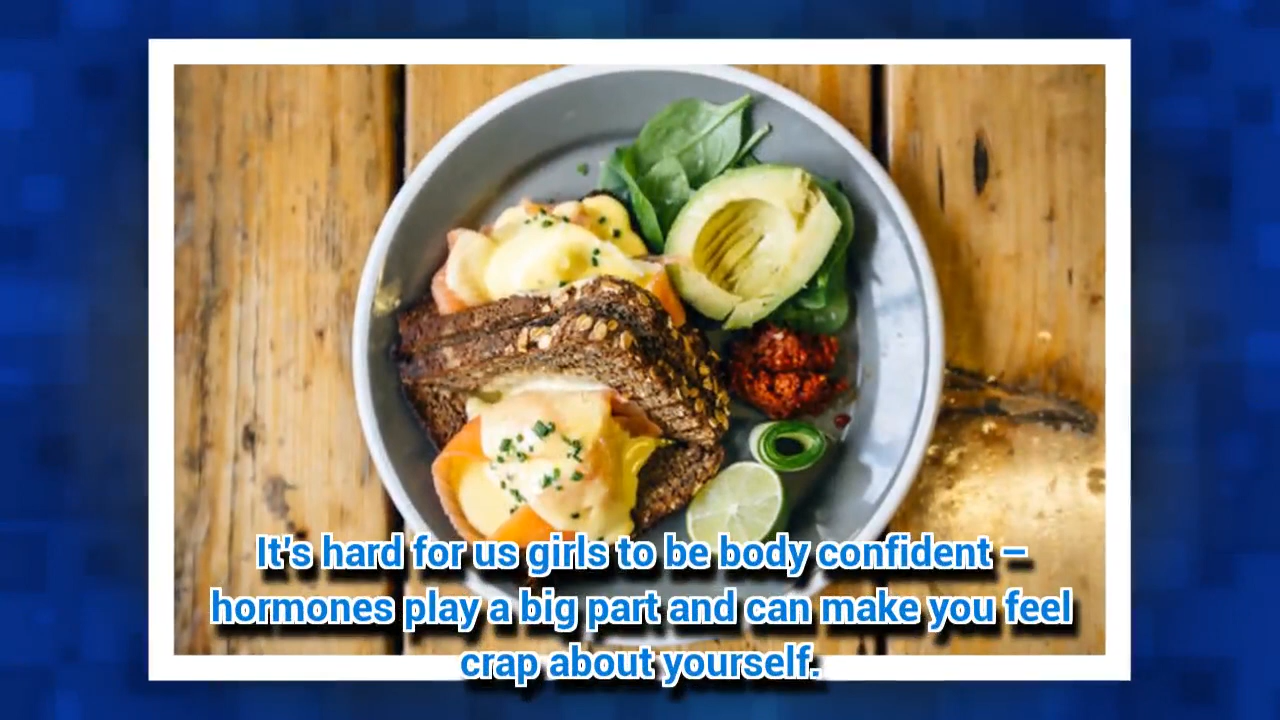 It's hard for us girls to be body confident –
hormones play a big part and can make you feel
crap about yourself.